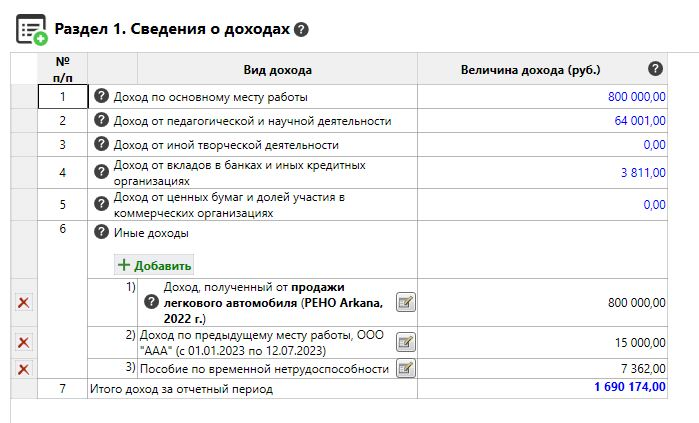 Раздел 1. Сведения о доходах ?
№
п/п Вид дохода Величина дохода (руб.) ?
1 ? Доход по основному месту работы 800 000,00
2 ? Доход от педагогической и научной деятельности 64 001,00
3 ? Доход от иной творческой деятельности 0,00
4 ? Доход от вкладов в банках и иных кредитных
организациях 3 811,00
5 ? Доход от ценных бумаг и долей участия в
коммерческих организациях 0,00
6 ? Иные доходы
+ Добавить
1) Доход, полученный от продажи
? легкового автомобиля (РЕНО Arkana, 800 000,00
2022 г.)
2) Доход по предыдущему месту работы, ООО
"ААА" (с 01.01.2023 по 12.07.2023) 15 000,00
3) Пособие по временной нетрудоспособности 7 362,00
7 Итого доход за отчетный период 1 690 174,00